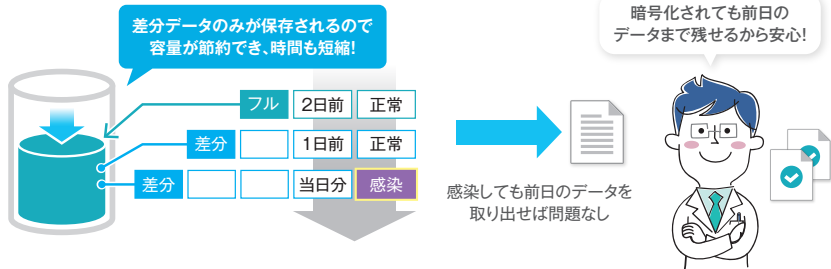 差分データのみが保存されるので
容量が節約でき、時間も短縮!
暗号化されても前日の
データまで残せるから安心!
フル 2日前 正常
差分 1日前 正常
差分 当日分 感染
感染しても前日のデータを
取り出せば問題なし